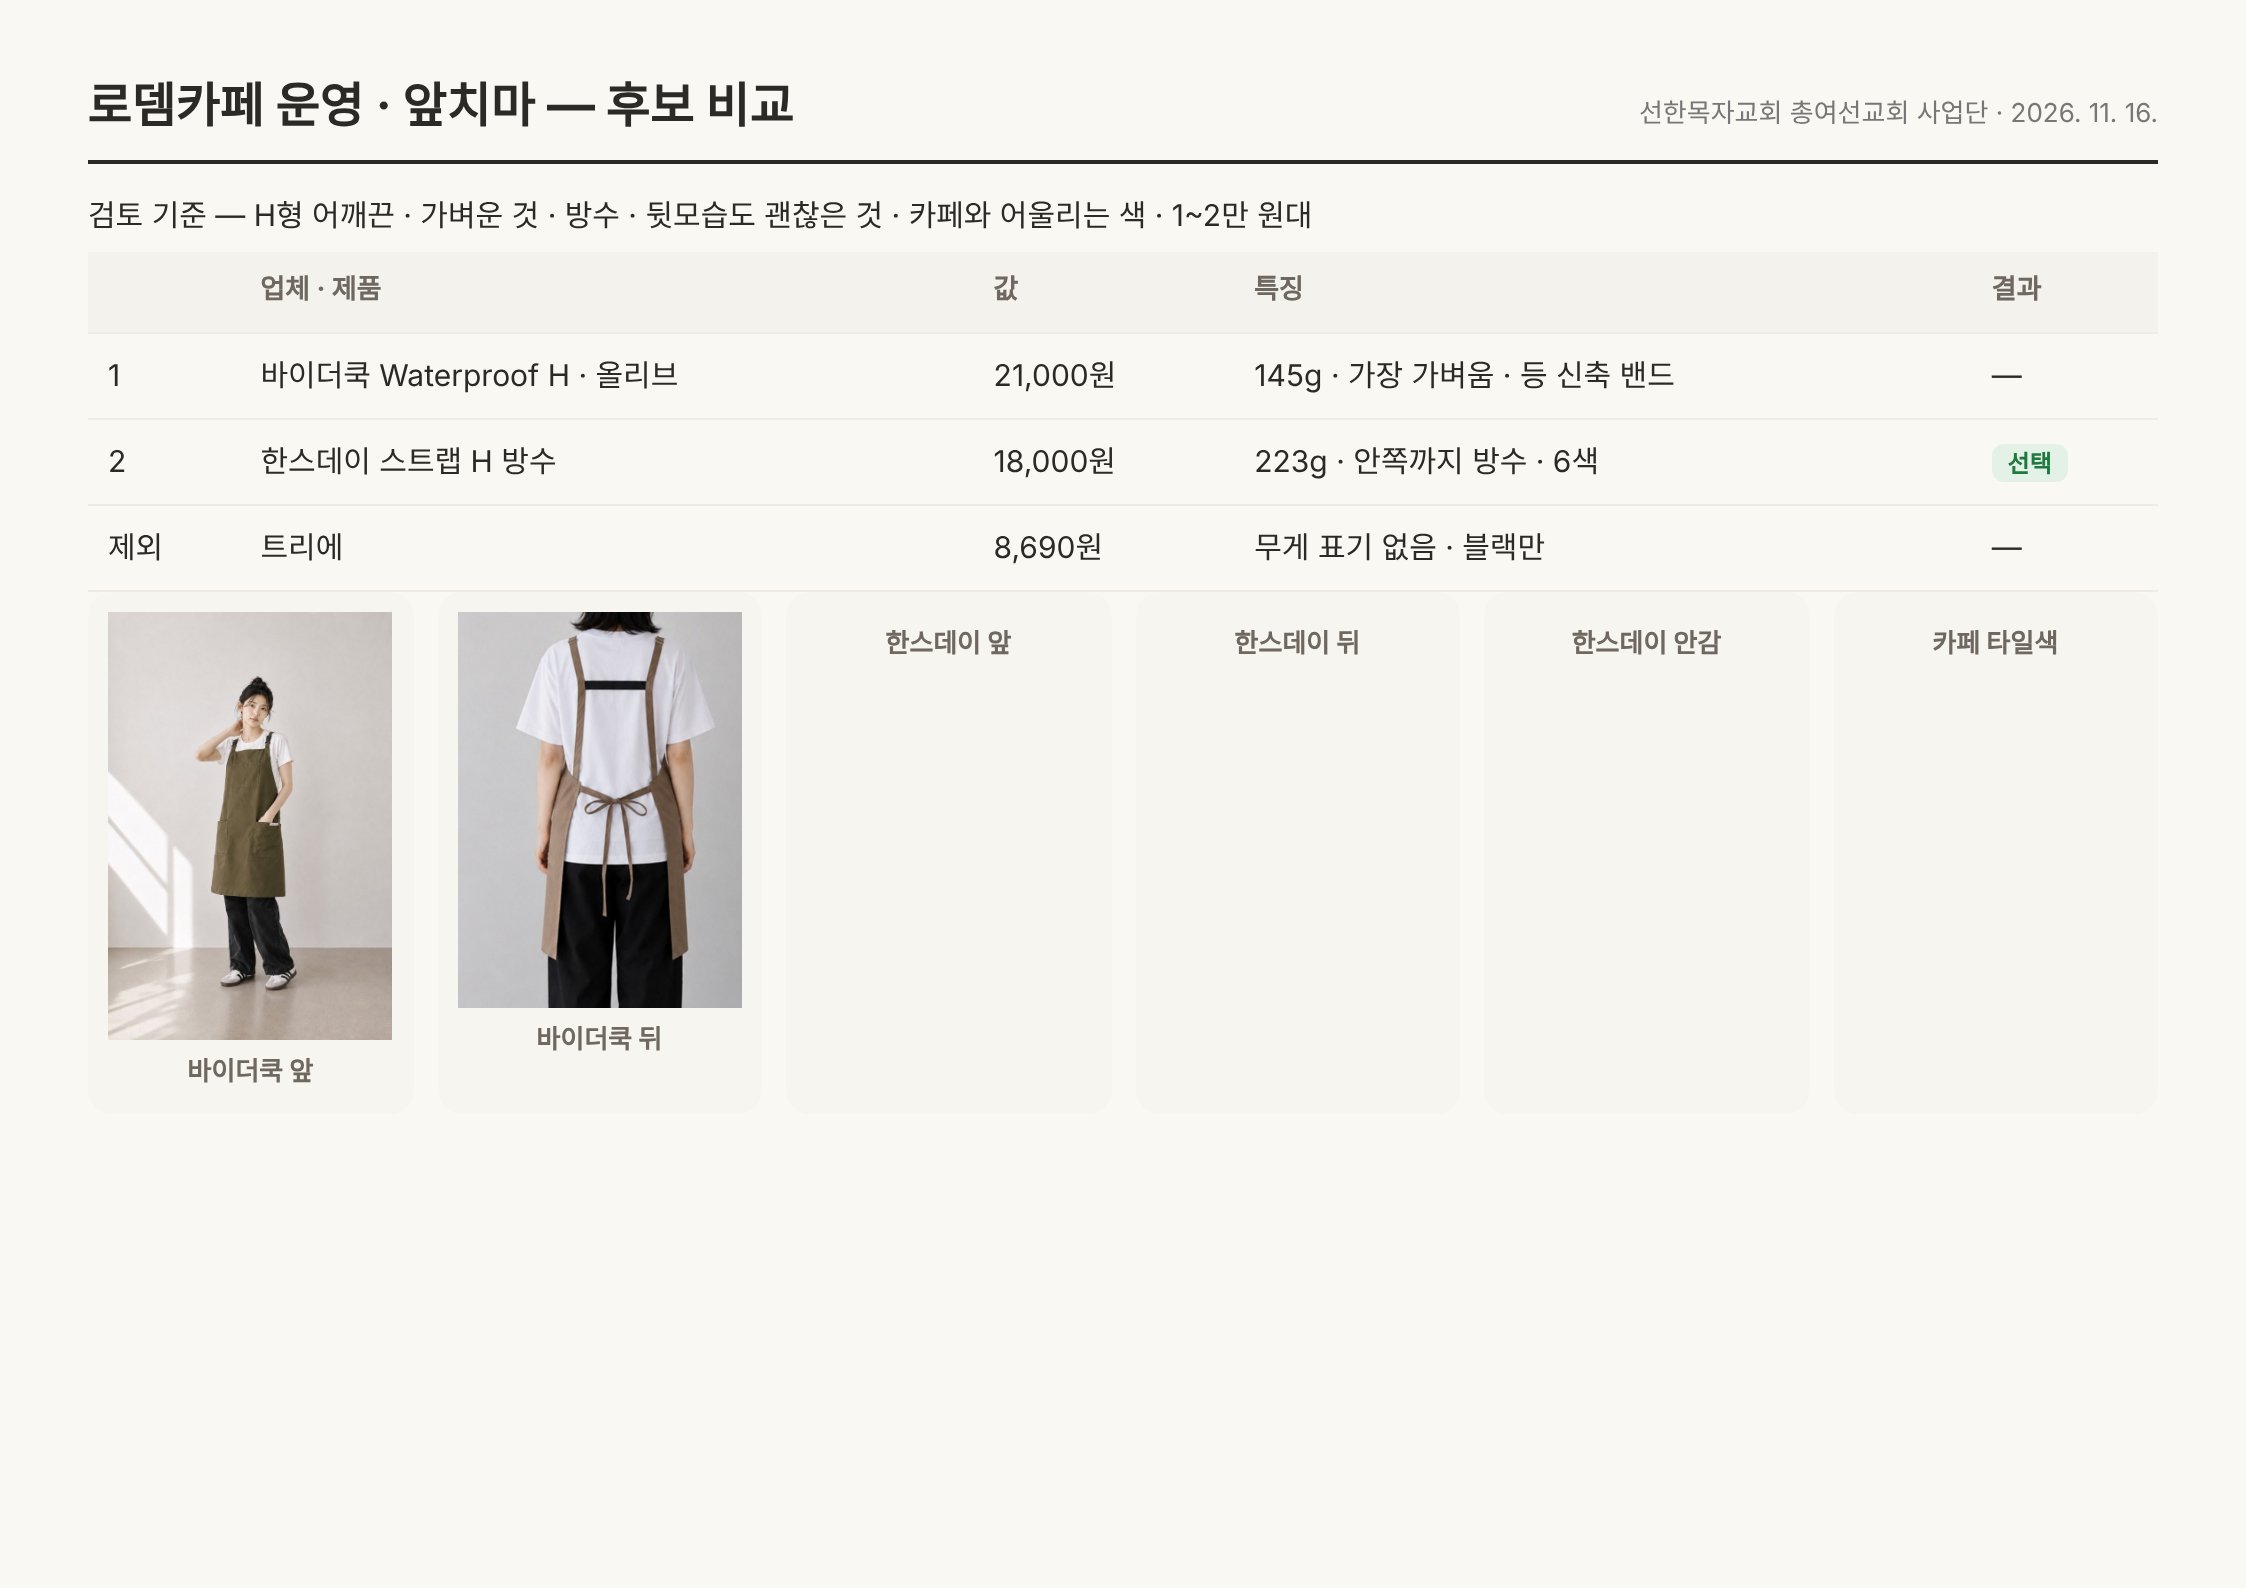 로뎀카페 운영 · 앞치마 — 후보 비교
선한목자교회 총여선교회 사업단 · 2026. 11. 16.
검토 기준 — H형 어깨끈 · 가벼운 것 · 방수 · 뒷모습도 괜찮은 것 · 카페와 어울리는 색 · 1~2만 원대
업체 · 제품 값 특징 결과
1 바이더쿡 Waterproof H · 올리브 21,000원 145g · 가장 가벼움 · 등 신축 밴드 —
2 한스데이 스트랩 H 방수 18,000원 223g · 안쪽까지 방수 · 6색 선택
제외 트리에 8,690원 무게 표기 없음 · 블랙만 —
바이더쿡 앞
바이더쿡 뒤
한스데이 앞
한스데이 뒤
한스데이 안감
카페 타일색